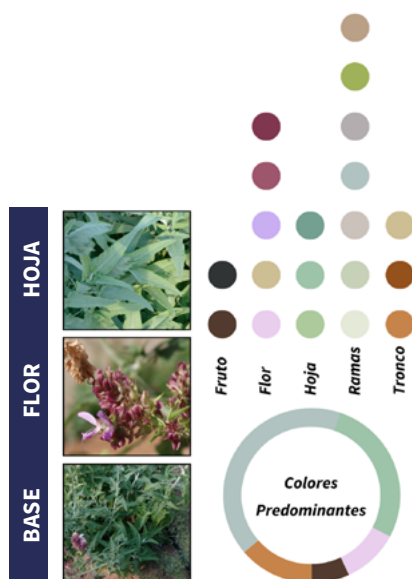 HOJA
FLOR
BASE
Fruto
Flor
Hoja
Ramas
Tronco
Colores
Predominantes